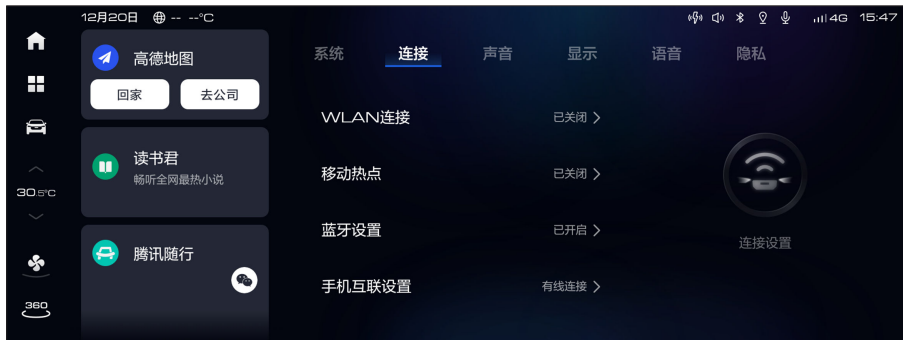 12月20日 -- --°C
4G 15:47
30.5°C
360
高德地图
回家 去公司
读书君
畅听全网最热小说
腾讯随行
系统 连接 声音 显示 语音 隐私
WLAN连接 已关闭
移动热点 已关闭
蓝牙设置 已开启
手机互联设置 有线连接
连接设置